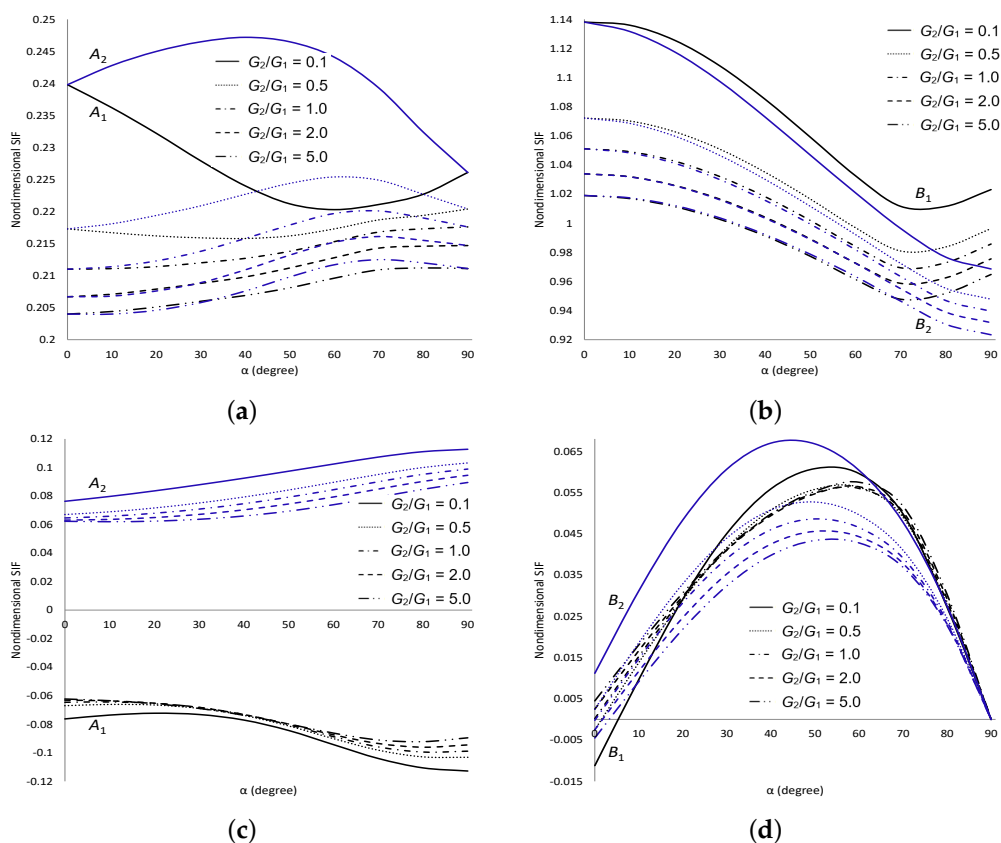 0.25
0.245
0.24
0.235
0.23
0.225
0.22
0.215
0.21
0.205
0.2
Nondimensional SIF
A2
A1
G2/G1 = 0.1
G2/G1 = 0.5
G2/G1 = 1.0
G2/G1 = 2.0
G2/G1 = 5.0
0 10 20 30 40 50 60 70 80 90
α (degree)
(a)
1.14
1.12
1.1
1.08
1.06
1.04
1.02
1
0.98
0.96
0.94
0.92
Nondimensional SIF
G2/G1 = 0.1
G2/G1 = 0.5
G2/G1 = 1.0
G2/G1 = 2.0
G2/G1 = 5.0
B1
B2
0 10 20 30 40 50 60 70 80 90
α (degree)
(b)
0.12
0.1
0.08
0.06
0.04
0.02
0
-0.02
-0.04
-0.06
-0.08
-0.1
-0.12
Nondimensional SIF
A2
G2/G1 = 0.1
G2/G1 = 0.5
G2/G1 = 1.0
G2/G1 = 2.0
G2/G1 = 5.0
0 10 20 30 40 50 60 70 80 90
A1
α (degree)
(c)
0.065
0.055
0.045
0.035
0.025
0.015
0.005
-0.005
-0.015
Nondimensional SIF
B2
G2/G1 = 0.1
G2/G1 = 0.5
G2/G1 = 1.0
G2/G1 = 2.0
G2/G1 = 5.0
0 10 20 30 40 50 60 70 80 90
B1
α (degree)
(d)